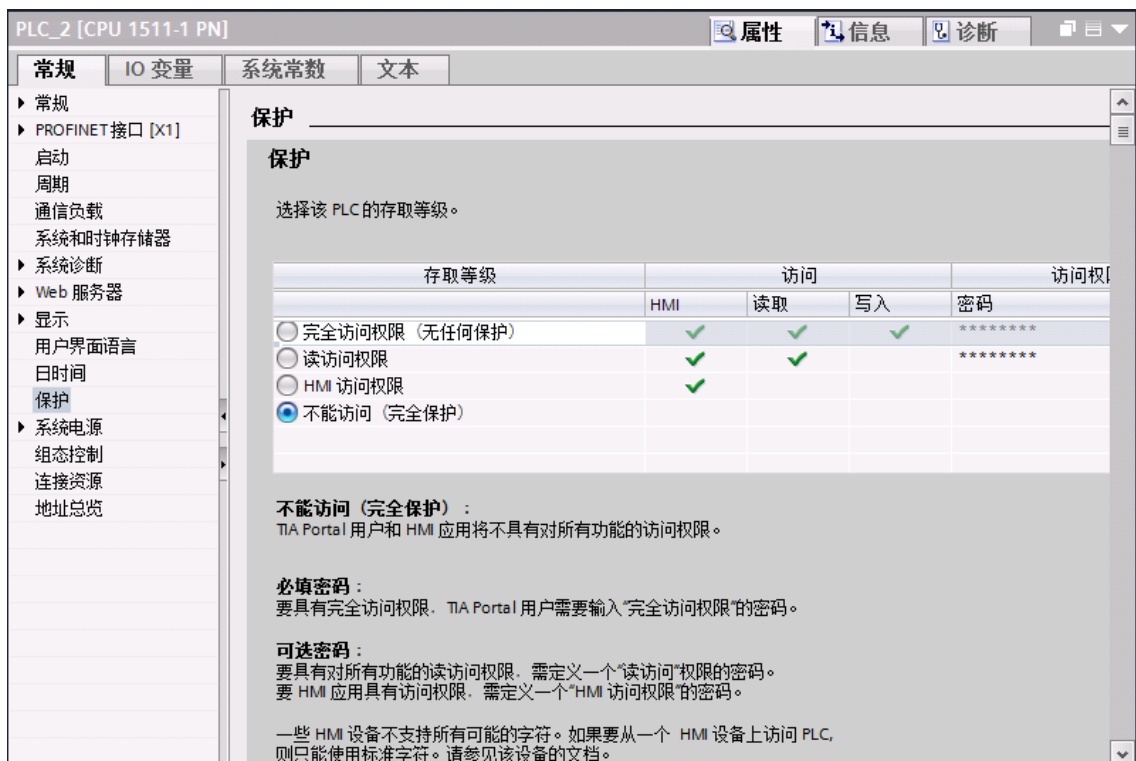 PLC_2 [CPU 1511-1 PN]
属性
信息
诊断
常规
IO 变量
系统常数
文本
常规
PROFINET接口 [X1]
启动
周期
通信负载
系统和时钟存储器
系统诊断
Web 服务器
显示
用户界面语言
日时间
保护
系统电源
组态控制
连接资源
地址总览
保护
保护
选择该 PLC的存取等级。
存取等级 访问 访问权
HMI 读取 写入 密码
完全访问权限（无任何保护） ********
读访问权限 ********
HMI 访问权限
不能访问（完全保护）
不能访问（完全保护）：
TIA Portal 用户和 HMI 应用将不具有对所有功能的访问权限。
必填密码：
要具有完全访问权限，TIA Portal 用户需要输入“完全访问权限”的密码。
可选密码：
要具有对所有功能的读访问权限，需定义一个“读访问”权限的密码。
要 HMI 应用具有访问权限，需定义一个“HMI 访问权限”的密码。
一些 HMI 设备不支持所有可能的字符。如果要从一个 HMI 设备上访问 PLC,
则只能使用标准字符。请参见该设备的文档。